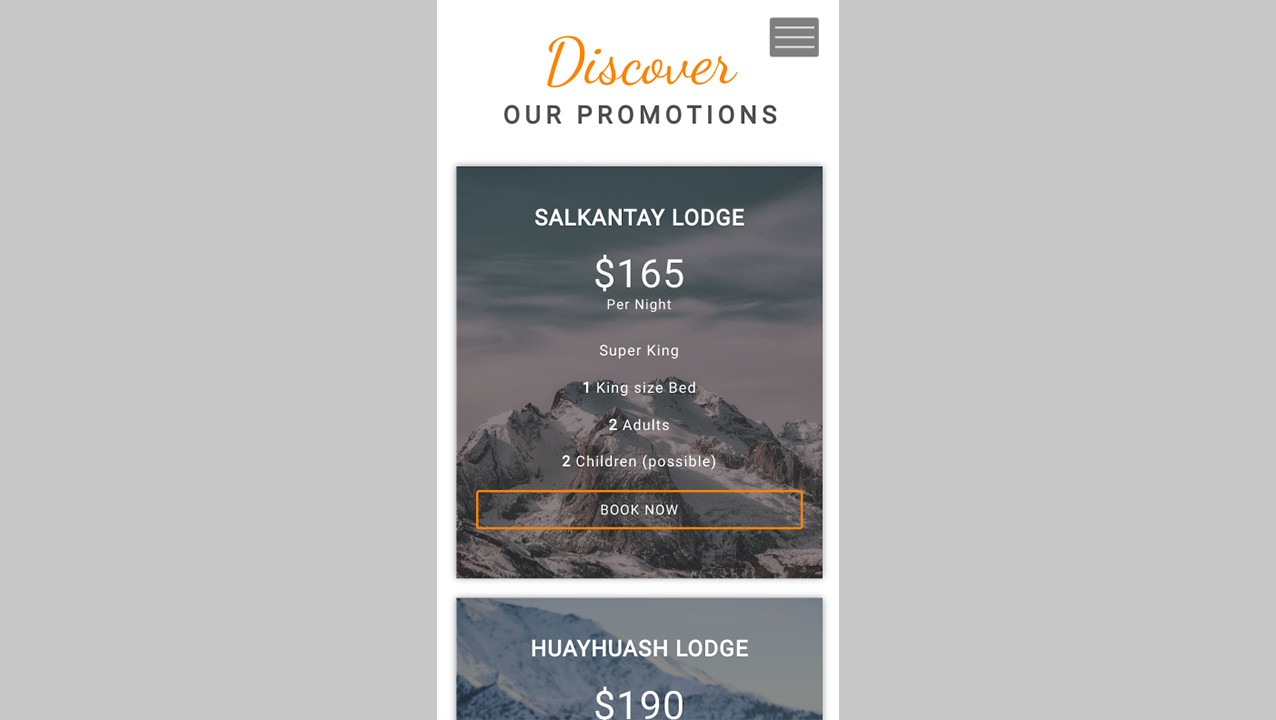 Discover
OUR PROMOTIONS
SALKANTAY LODGE
$165
Per Night
Super King
1 King size Bed
2 Adults
2 Children (possible)
BOOK NOW
HUAYHUASH LODGE
$190